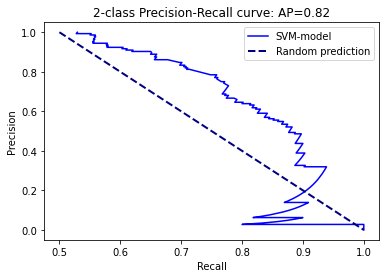 2-class Precision-Recall curve: AP=0.82
SVM-model
Random prediction
Precision
1.0
0.8
0.6
0.4
0.2
0.0
0.5
0.6
0.7
0.8
0.9
1.0
Recall